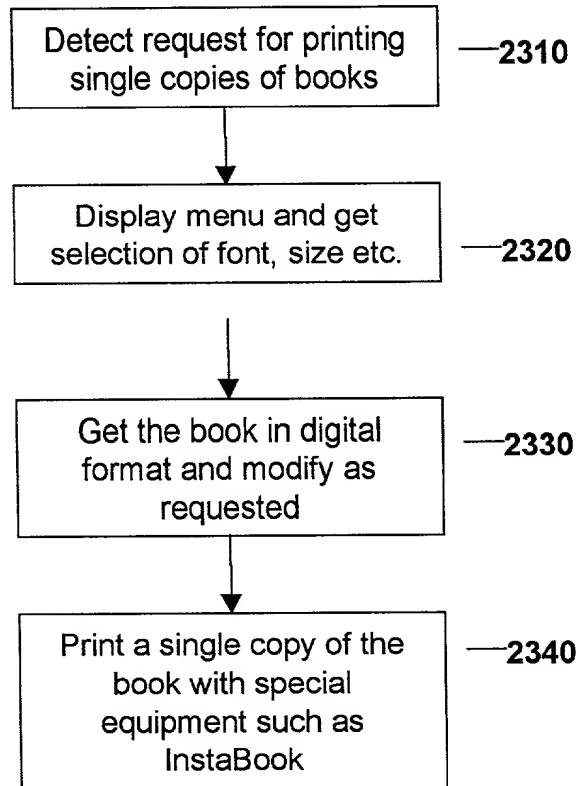 Detect request for printing
single copies of books
2310
Display menu and get
selection of font, size etc.
2320
Get the book in digital
format and modify as
requested
2330
Print a single copy of the
book with special
equipment such as
InstaBook
2340